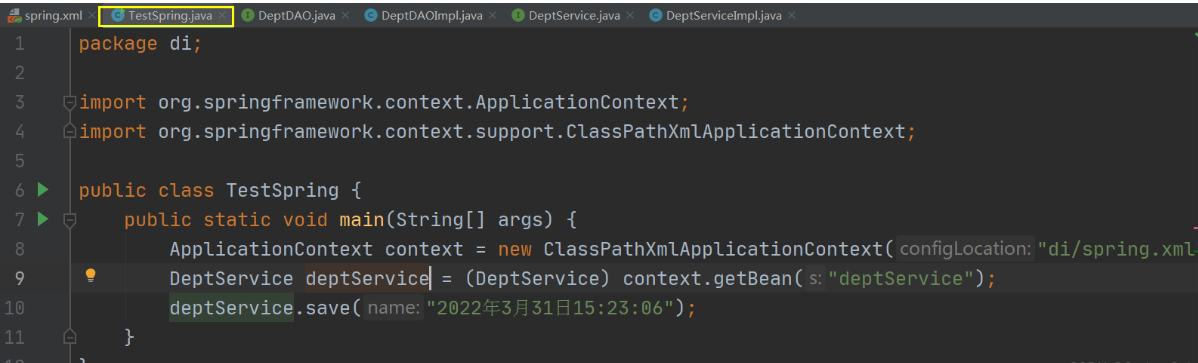 spring.xml TestSpring.java DeptDAO.java DeptDAOImpl.java DeptService.java DeptServiceImpl.java
1 package di;
2
3 import org.springframework.context.ApplicationContext;
4 import org.springframework.context.support.ClassPathXmlApplicationContext;
5
6 public class TestSpring {
7 public static void main(String[] args) {
8 ApplicationContext context = new ClassPathXmlApplicationContext( configLocation: "di/spring.xml
9 DeptService deptService = (DeptService) context.getBean( s: "deptService");
10 deptService.save( name: "2022年3月31日15:23:06");
11 }